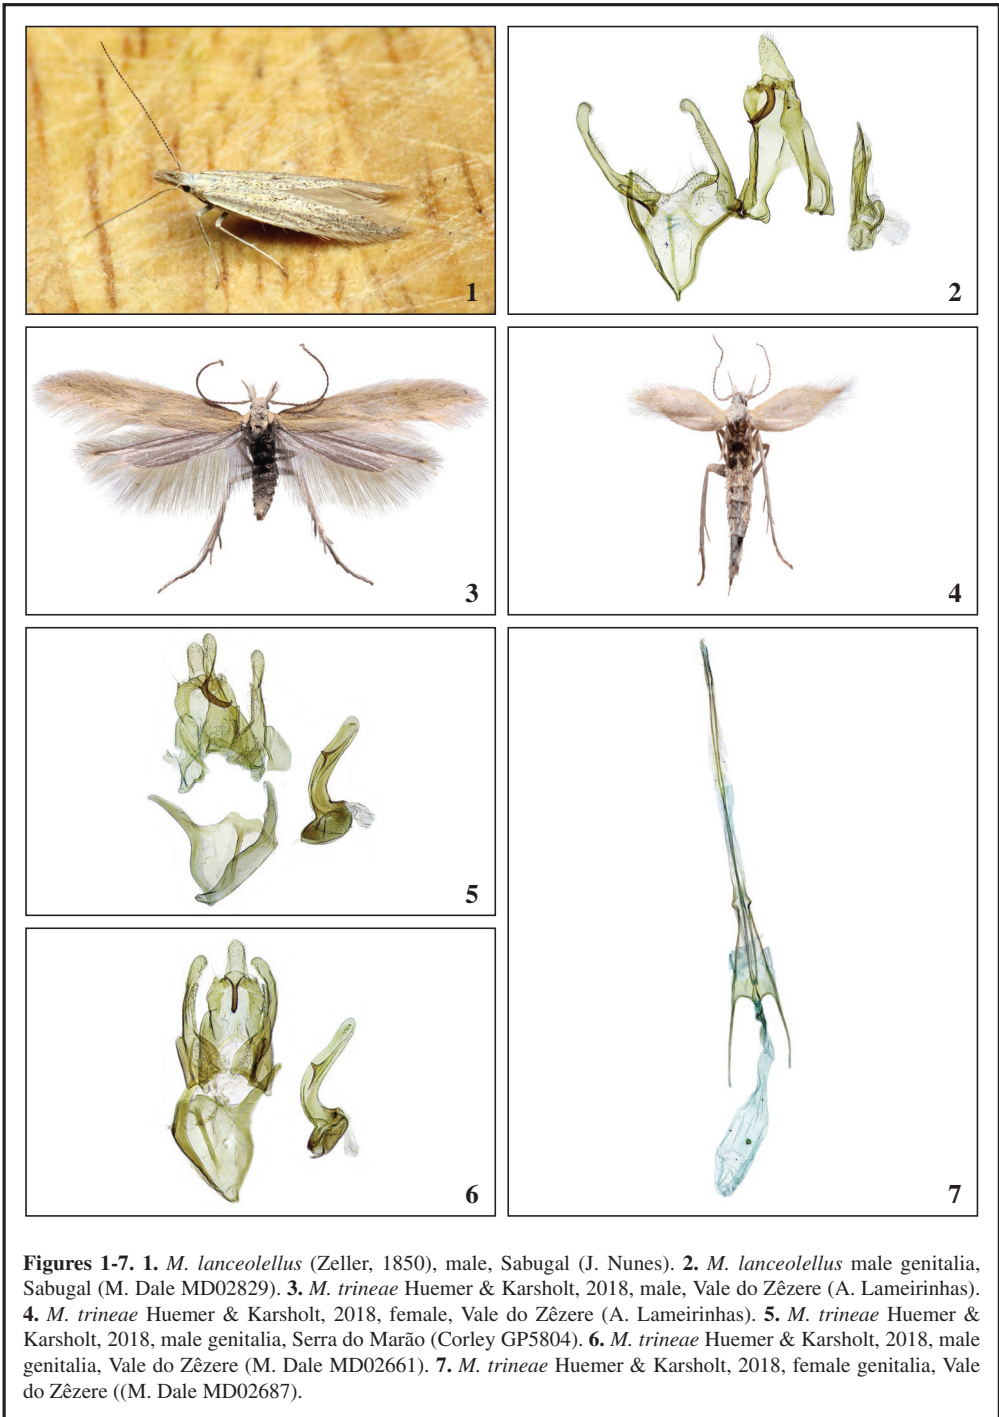 1
2
3
4
5
6
7
Figures 1-7. 1. M. lanceolellus (Zeller, 1850), male, Sabugal (J. Nunes). 2. M. lanceolellus male genitalia,
Sabugal (M. Dale MD02829). 3. M. trineae Huemer & Karsholt, 2018, male, Vale do Zêzere (A. Lameirinhas).
4. M. trineae Huemer & Karsholt, 2018, female, Vale do Zêzere (A. Lameirinhas). 5. M. trineae Huemer &
Karsholt, 2018, male genitalia, Serra do Marão (Corley GP5804). 6. M. trineae Huemer & Karsholt, 2018, male
genitalia, Vale do Zêzere (M. Dale MD02661). 7. M. trineae Huemer & Karsholt, 2018, female genitalia, Vale
do Zêzere ((M. Dale MD02687).